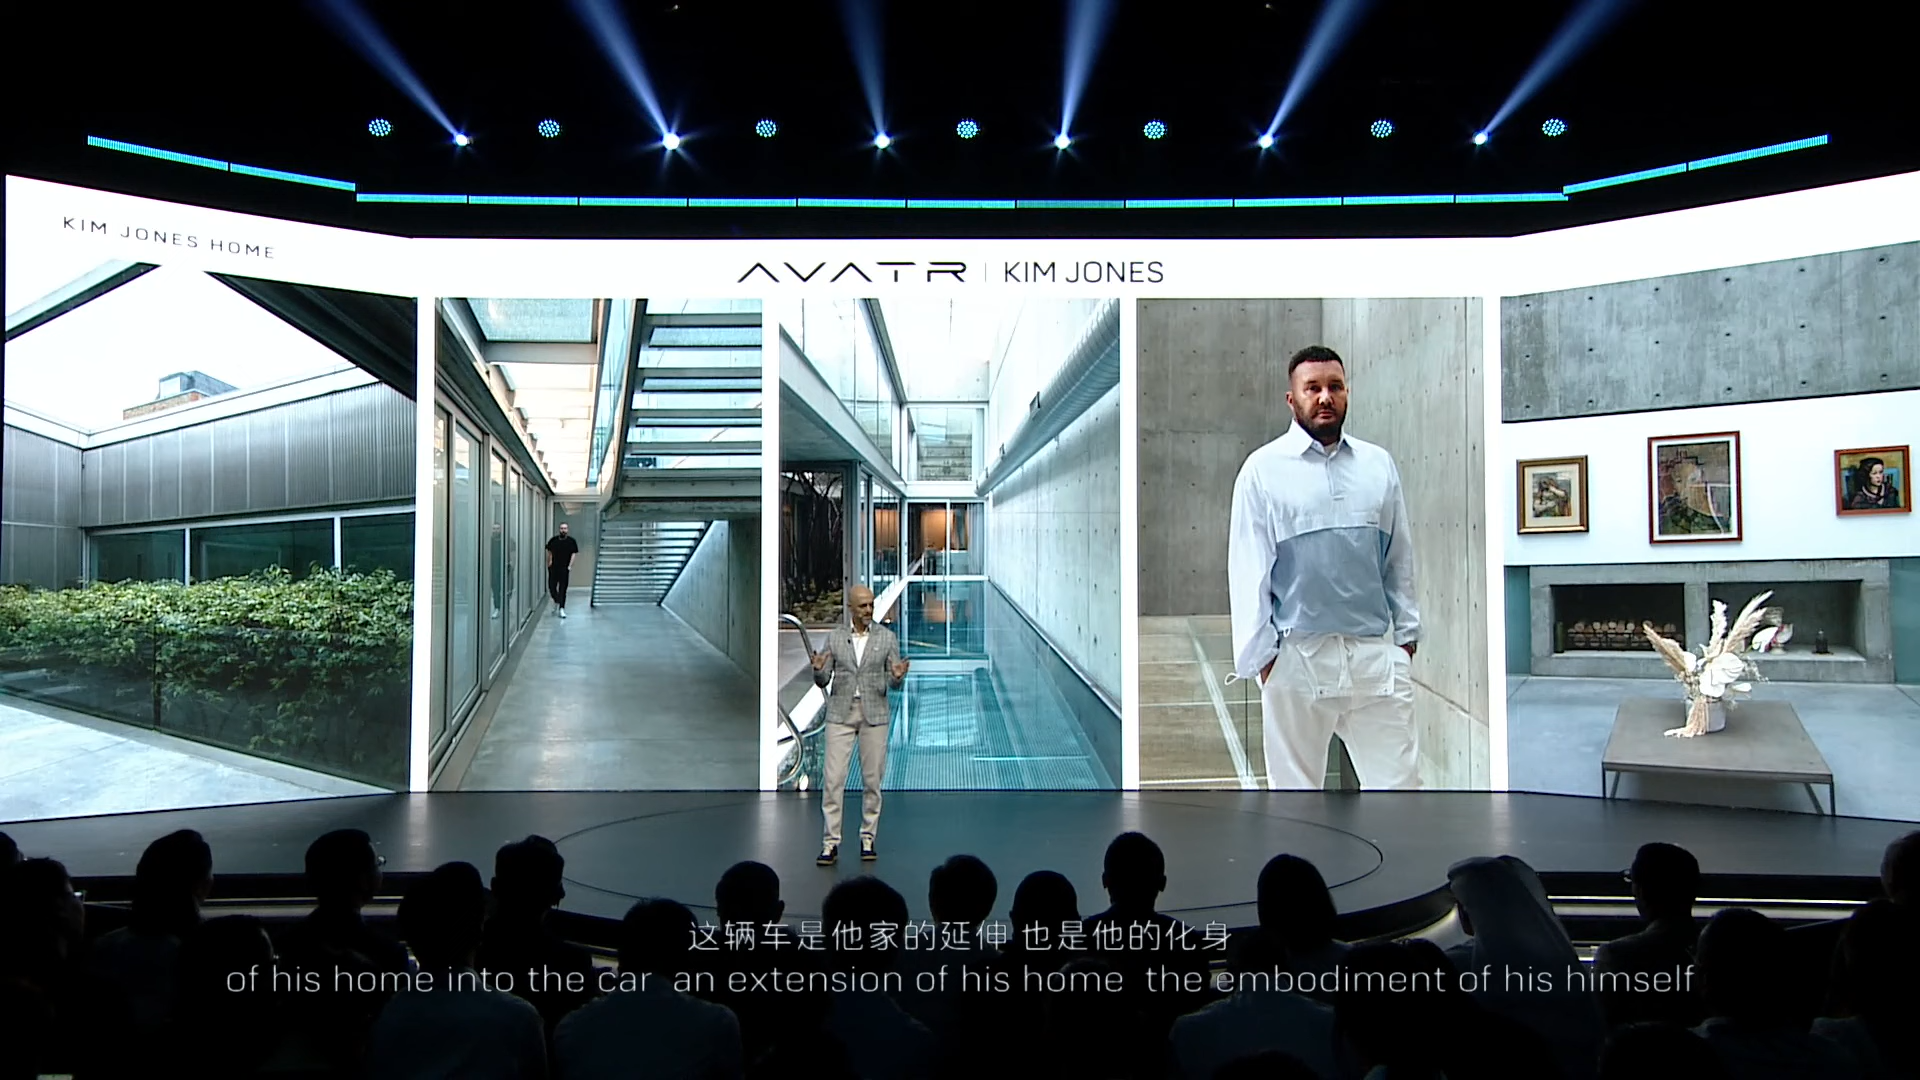 KIM JONES HOME
AVATR | KIM JONES
这辆车是他家的延伸 也是他的化身
of his home into the car an extension of his home the embodiment of his himself